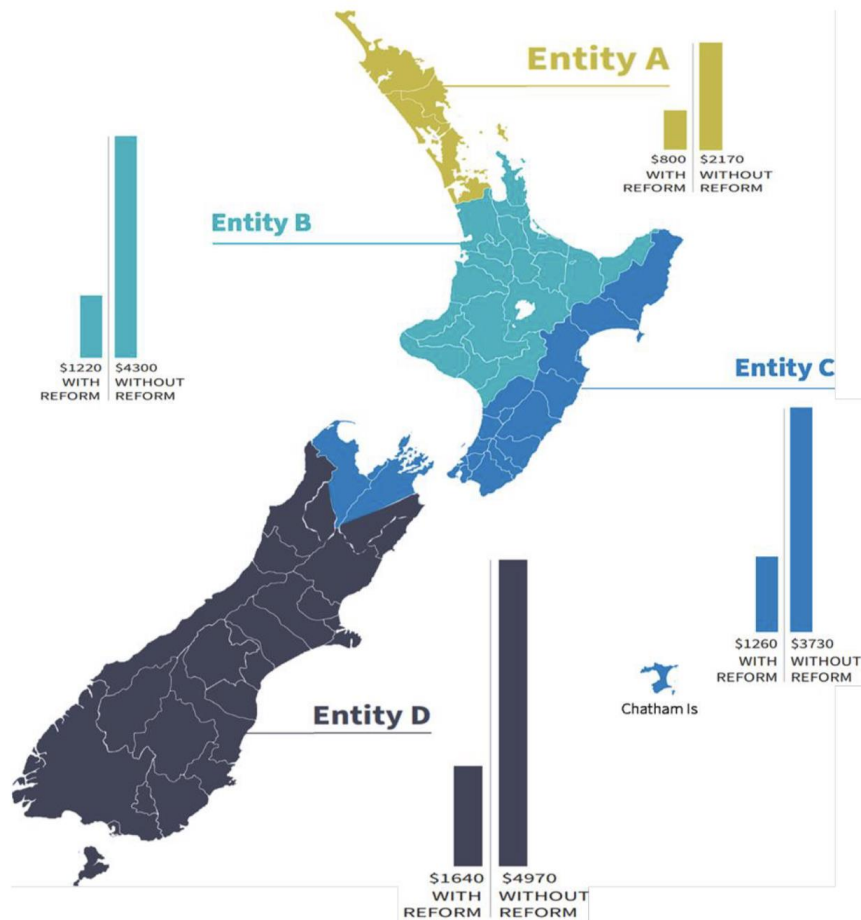 Entity A
$800
WITH
REFORM
$2170
WITHOUT
REFORM
Entity B
$1220
WITH
REFORM
$4300
WITHOUT
REFORM
Entity C
$1260
WITH
REFORM
$3730
WITHOUT
REFORM
Chatham Is
Entity D
$1640
WITH
REFORM
$4970
WITHOUT
REFORM